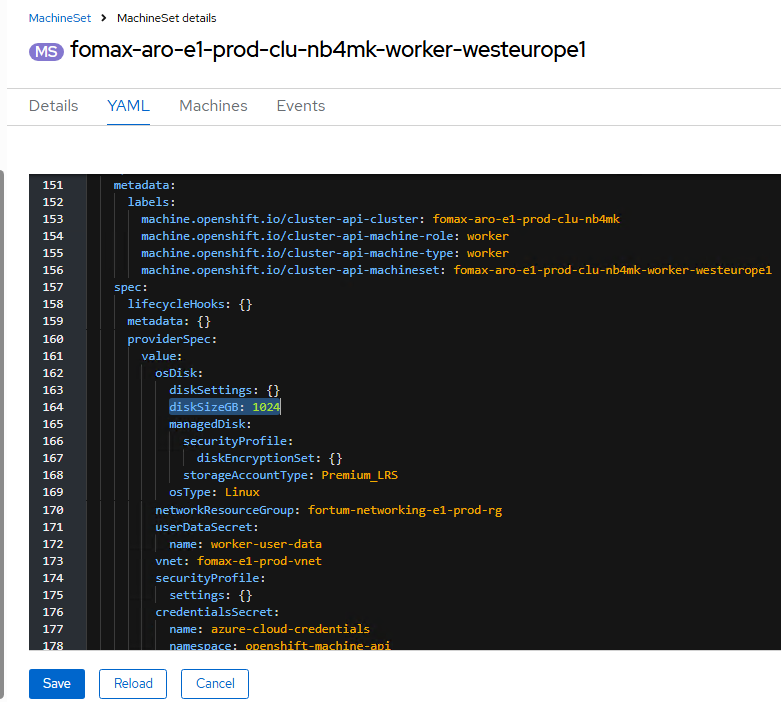 MachineSet > MachineSet details
MS fomax-aro-e1-prod-clu-nb4mk-worker-westeurope1
Details YAML Machines Events
151 metadata:
152 labels:
153 machine.openshift.io/cluster-api-cluster: fomax-aro-e1-prod-clu-nb4mk
154 machine.openshift.io/cluster-api-machine-role: worker
155 machine.openshift.io/cluster-api-machine-type: worker
156 machine.openshift.io/cluster-api-machineset: fomax-aro-e1-prod-clu-nb4mk-worker-westeurope1
157 spec:
158 lifecycleHooks: {}
159 metadata: {}
160 providerSpec:
161 value:
162 osDisk:
163 diskSettings: {}
164 diskSizeGB: 1024
165 managedDisk:
166 securityProfile:
167 diskEncryptionSet: {}
168 storageAccountType: Premium_LRS
169 osType: Linux
170 networkResourceGroup: fortum-networking-e1-prod-rg
171 userDataSecret:
172 name: worker-user-data
173 vnet: fomax-e1-prod-vnet
174 securityProfile:
175 settings: {}
176 credentialsSecret:
177 name: azure-cloud-credentials
178 namespace: openshift-machine-api
Save Reload Cancel